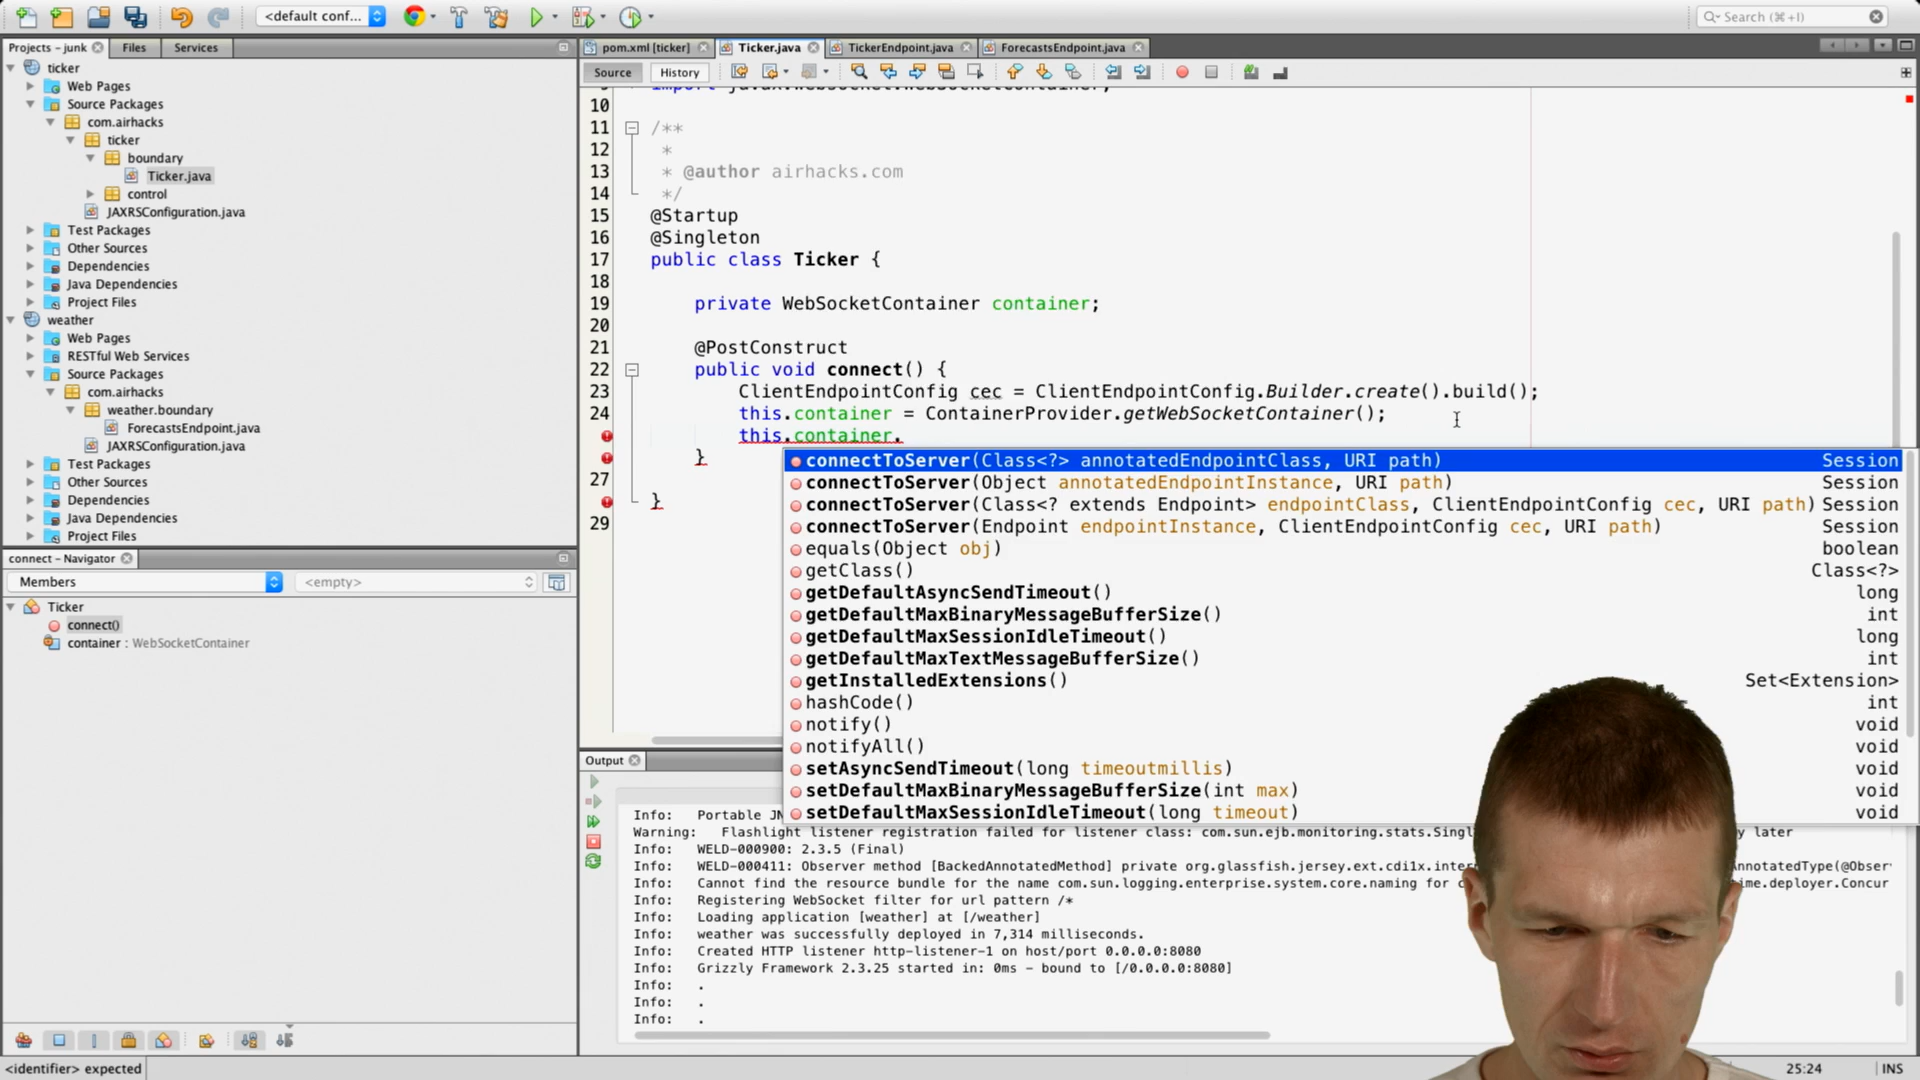 <default conf...
Search (⌘+I)
Projects – junk
Files
Services
pom.xml [ticker]
Ticker.java
TickerEndpoint.java
ForecastsEndpoint.java
Source
History
ticker
Web Pages
Source Packages
com.airhacks
ticker
boundary
Ticker.java
control
JAXRSConfiguration.java
Test Packages
Other Sources
Dependencies
Java Dependencies
Project Files
weather
Web Pages
RESTful Web Services
Source Packages
com.airhacks
weather.boundary
ForecastsEndpoint.java
JAXRSConfiguration.java
Test Packages
Other Sources
Dependencies
Java Dependencies
Project Files
connect – Navigator
Members
<empty>
Ticker
connect()
container : WebSocketContainer
<identifier> expected
import javax.websocket.WebSocketContainer;
10
11 /**
12 *
13 * @author airhacks.com
14 */
15 @Startup
16 @Singleton
17 public class Ticker {
18
19 private WebSocketContainer container;
20
21 @PostConstruct
22 public void connect() {
23 ClientEndpointConfig cec = ClientEndpointConfig.Builder.create().build();
24 this.container = ContainerProvider.getWebSocketContainer();
this.container.
}
27
}
29
connectToServer(Class<?> annotatedEndpointClass, URI path) Session
connectToServer(Object annotatedEndpointInstance, URI path) Session
connectToServer(Class<? extends Endpoint> endpointClass, ClientEndpointConfig cec, URI path) Session
connectToServer(Endpoint endpointInstance, ClientEndpointConfig cec, URI path) Session
equals(Object obj) boolean
getClass() Class<?>
getDefaultAsyncSendTimeout() long
getDefaultMaxBinaryMessageBufferSize() int
getDefaultMaxSessionIdleTimeout() long
getDefaultMaxTextMessageBufferSize() int
getInstalledExtensions() Set<Extension>
hashCode() int
notify() void
notifyAll() void
setAsyncSendTimeout(long timeoutmillis) void
setDefaultMaxBinaryMessageBufferSize(int max) void
setDefaultMaxSessionIdleTimeout(long timeout) void
Output
Info: Portable JN
Warning: Flashlight listener registration failed for listener class: com.sun.ejb.monitoring.stats.Singl y later
Info: WELD-000900: 2.3.5 (Final)
Info: WELD-000411: Observer method [BackedAnnotatedMethod] private org.glassfish.jersey.ext.cdi1x.inter nnotatedType(@Obser
Info: Cannot find the resource bundle for the name com.sun.logging.enterprise.system.core.naming for c ime.deployer.Concur
Info: Registering WebSocket filter for url pattern /*
Info: Loading application [weather] at [/weather]
Info: weather was successfully deployed in 7,314 milliseconds.
Info: Created HTTP listener http-listener-1 on host/port 0.0.0.0:8080
Info: Grizzly Framework 2.3.25 started in: 0ms - bound to [/0.0.0.0:8080]
Info: .
Info: .
Info: .
25:24
INS